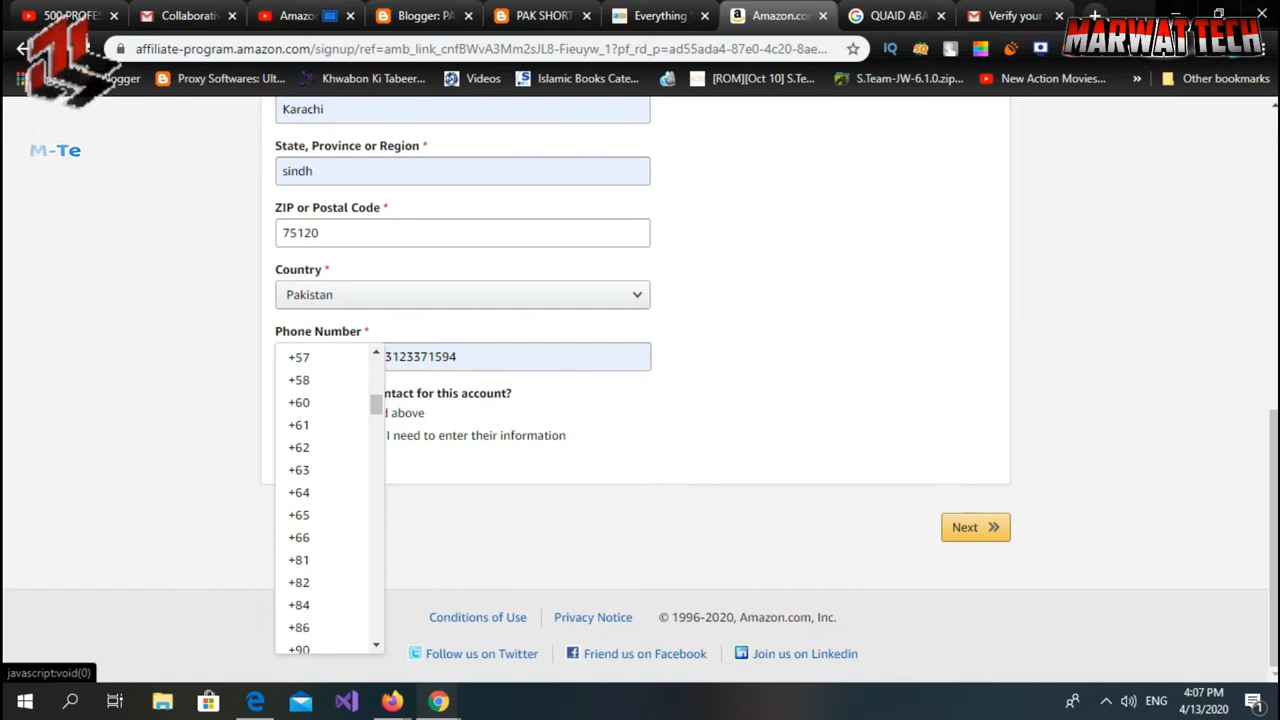 500-PROFES
Collaborati
Amazo
Blogger: PA
PAK SHORT
Everything
Amazon.co
QUAID ABA
Verify your
MARWAT TECH
affiliate-program.amazon.com/signup/ref=amb_link_cnfBWvA3Mm2sJL8-Fieuyw_1?pf_rd_p=ad55ada4-87e0-4c20-8ae...
ogger
Proxy Softwares: Ult...
Khwabon Ki Tabeer...
Videos
Islamic Books Cate...
[ROM][Oct 10] S.Te...
S.Team-JW-6.1.0.zip...
New Action Movies...
»
Other bookmarks
M-Te
Karachi
State, Province or Region *
sindh
ZIP or Postal Code *
75120
Country *
Pakistan
Phone Number *
3123371594
+57
+58
+60
+61
+62
+63
+64
+65
+66
+81
+82
+84
+86
+90
ntact for this account?
d above
I need to enter their information
Next »
Conditions of Use
Privacy Notice
© 1996-2020, Amazon.com, Inc.
Follow us on Twitter
Friend us on Facebook
Join us on Linkedin
javascript:void(0)
ENG
4:07 PM
4/13/2020